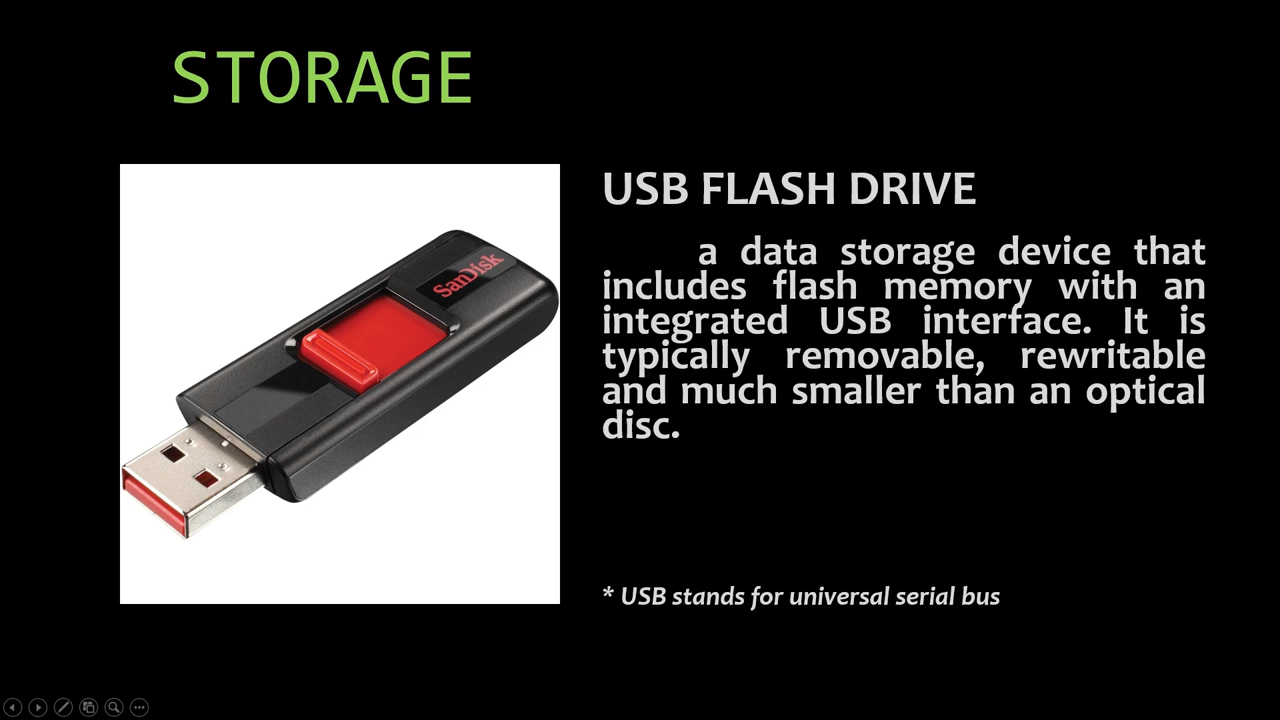 STORAGE
SanDisk
USB FLASH DRIVE
a data storage device that
includes flash memory with an
integrated USB interface. It is
typically removable, rewritable
and much smaller than an optical
disc.
* USB stands for universal serial bus